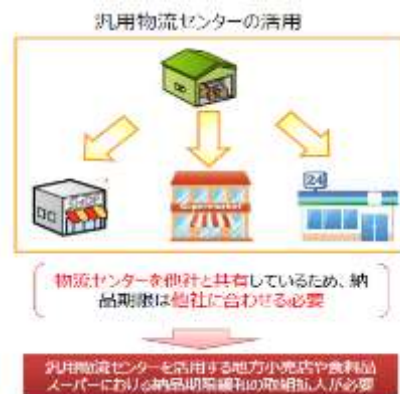 汎用物流センターの活用
SHOP
Supermarket
24
物流センターを他社と共有しているため、納
品期限は他社に合わせる必要
汎用物流センターを活用する地方小売店や食料品
スーパーにおける納品期限緩和の取組拡大が必要